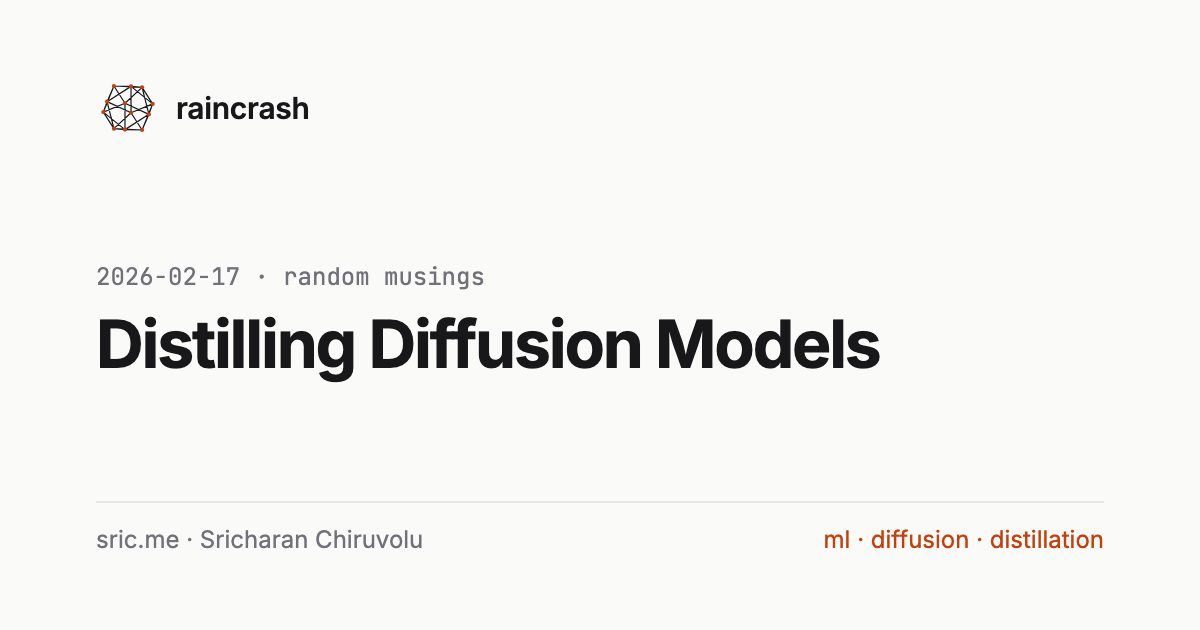 raincrash
2026-02-17 · random musings
Distilling Diffusion Models
sric.me · Sricharan Chiruvolu
ml · diffusion · distillation